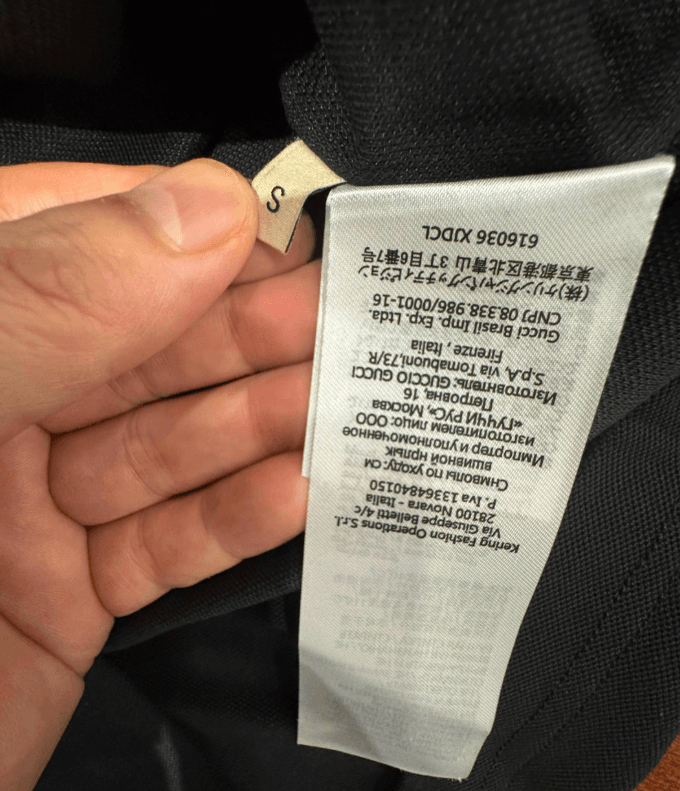 S
Kering Fashion Operations S.r.l.
Via Giuseppe Belletti 4/c
28100 Novara - Italia
P. Iva 13364840150
Символы по уходу: см
вшивной ярлык
Импортер и уполномоченное
изготовителем лицо: ООО
«ГУЧЧИ РУС», Москва
Петровка, 16
Изготовитель: GUCCIO GUCCI
S.p.A. via Tornabuoni,73/R
Firenze , Italia
Gucci Brasil Imp. Exp. Ltda.
CNPJ 08.338.986/0001-16
(株)ケリングジャパングッチディビジョン
東京都港区北青山3丁目6番7号
616036 XJDCL